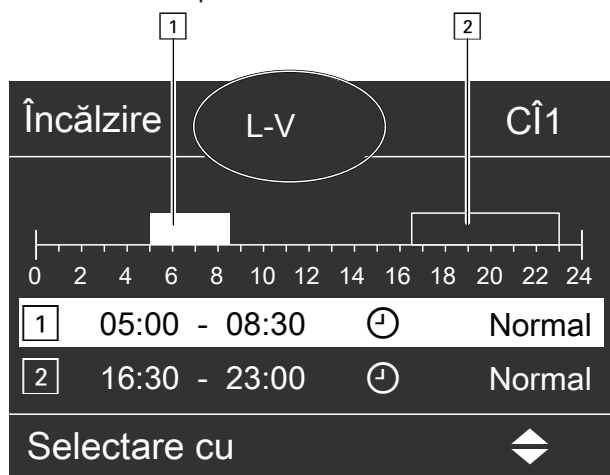 1 2
Încălzire L-V CÎ1
0 2 4 6 8 10 12 14 16 18 20 22 24
1 05:00 - 08:30 Normal
2 16:30 - 23:00 Normal
Selectare cu